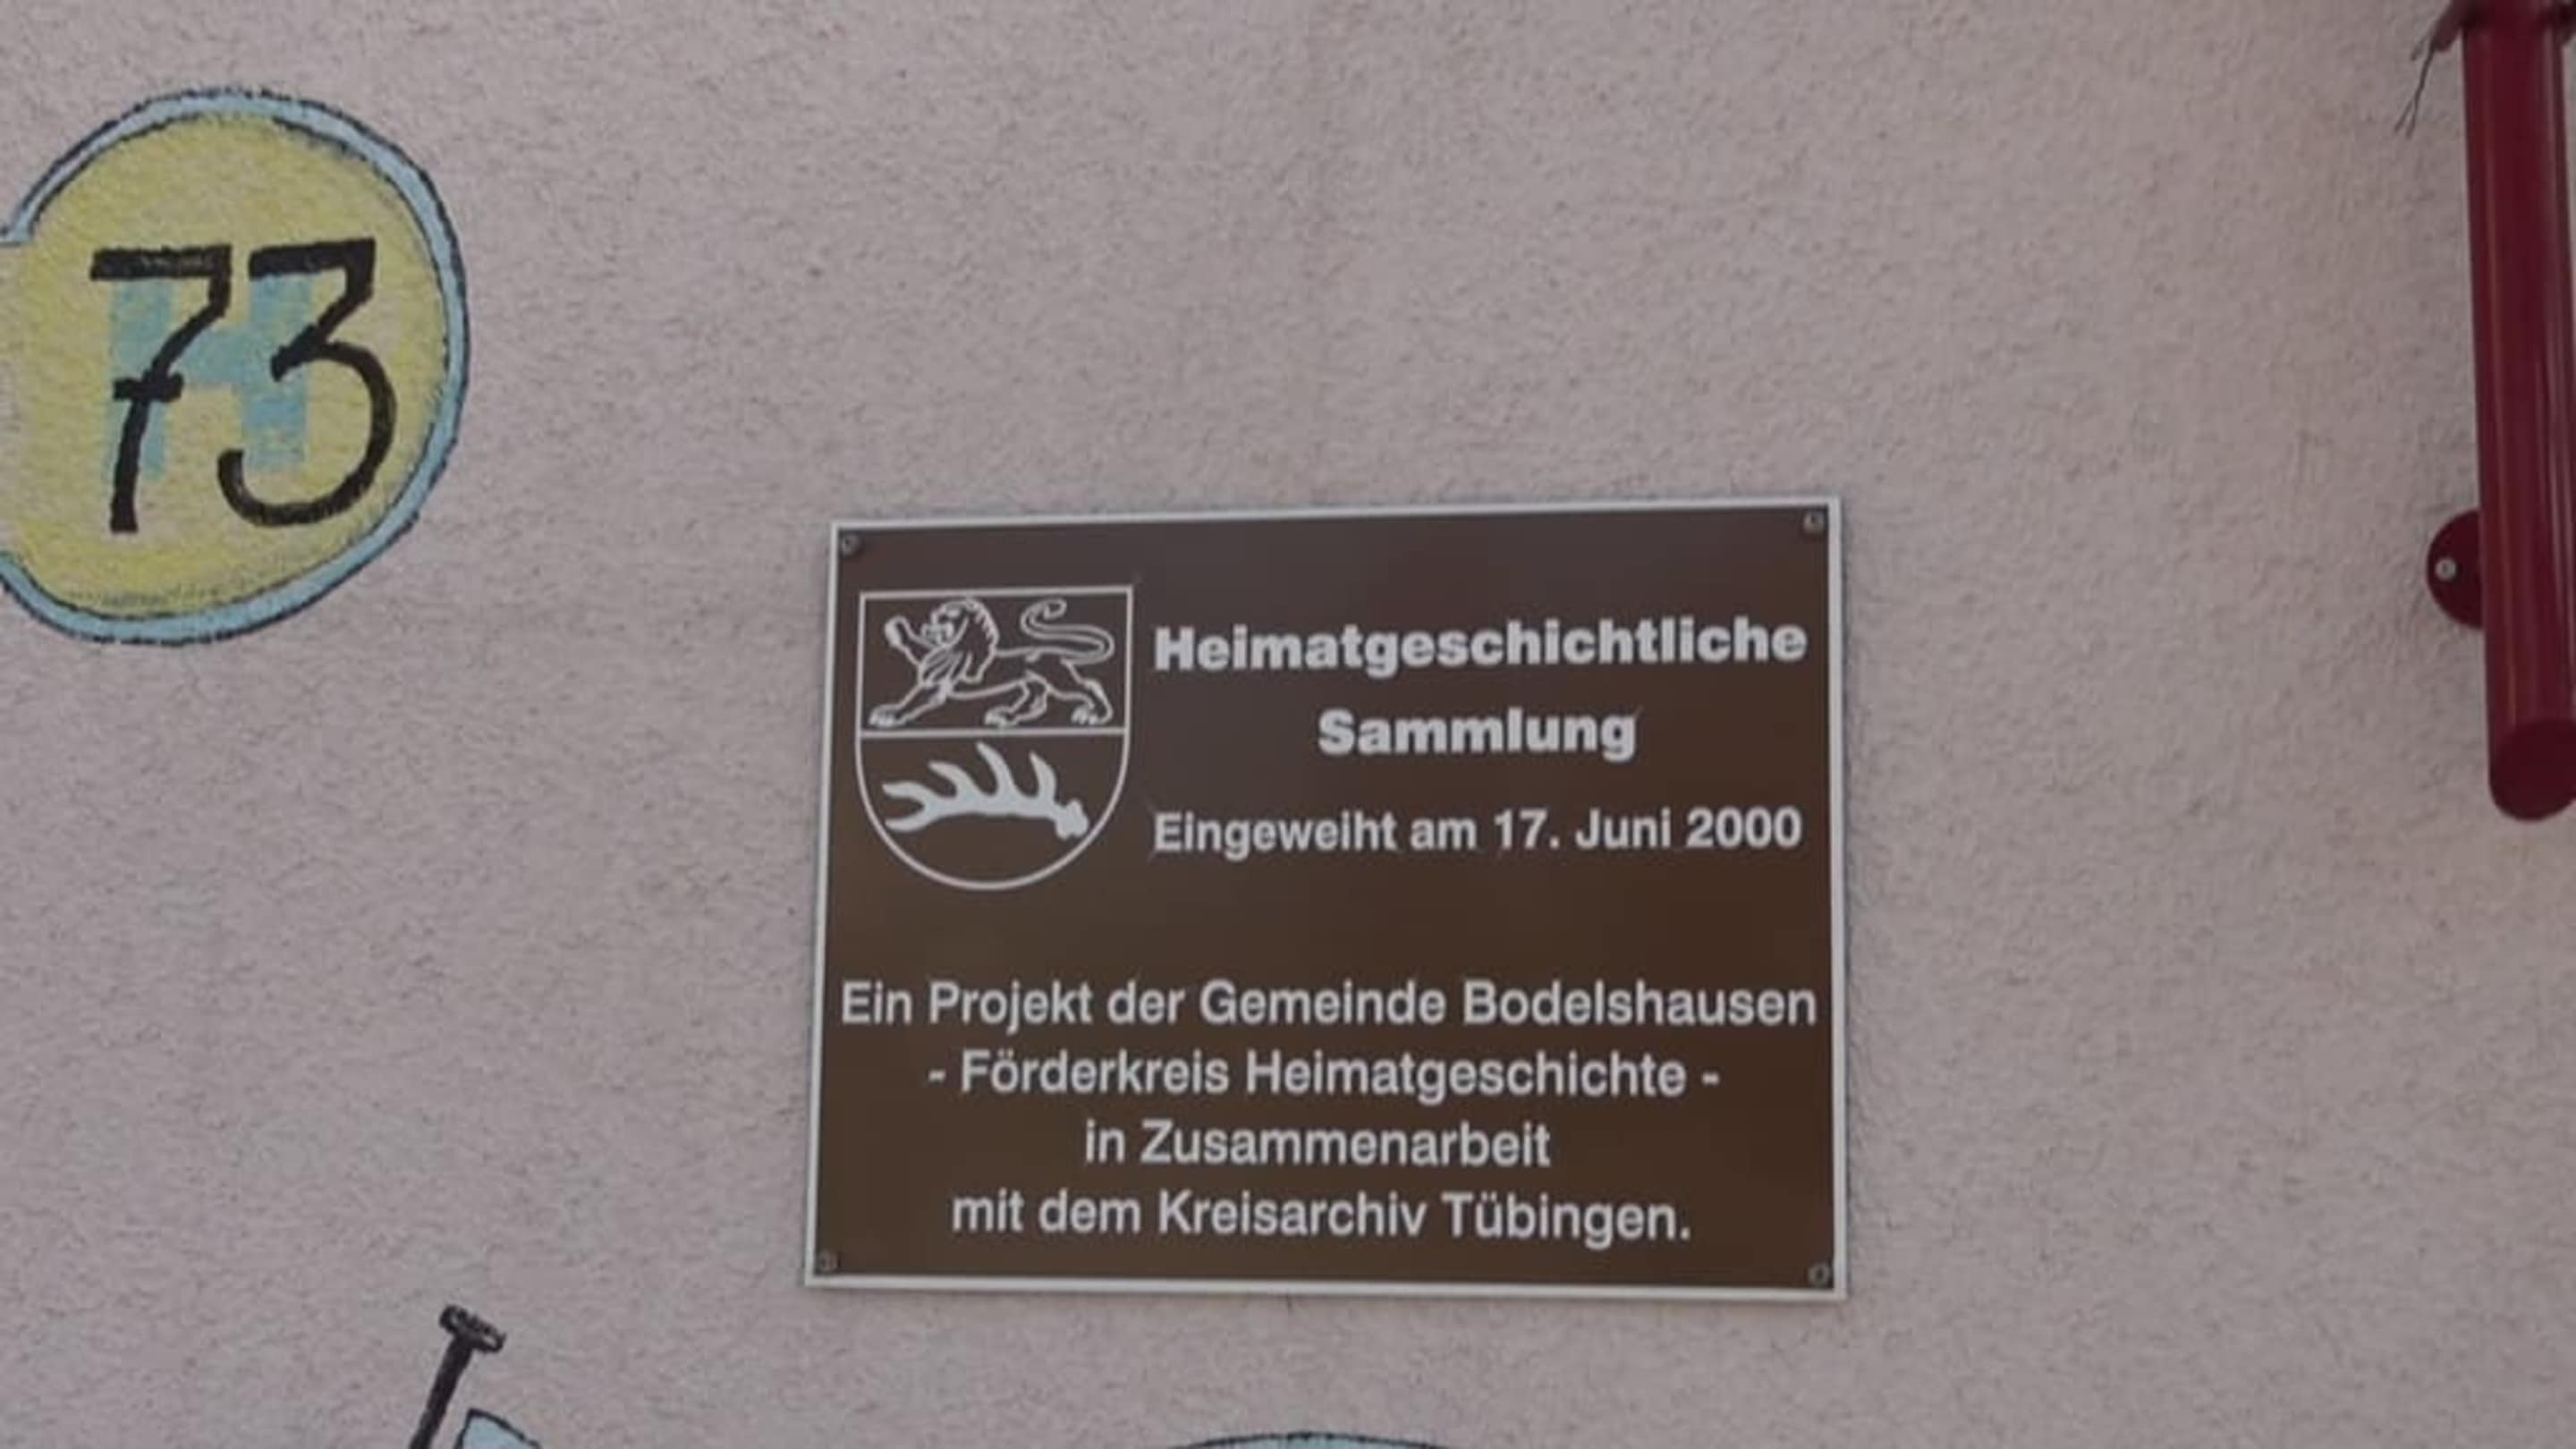 73
H
Heimatgeschichtliche
Sammlung
Eingeweiht am 17. Juni 2000
Ein Projekt der Gemeinde Bodelshausen
- Förderkreis Heimatgeschichte -
in Zusammenarbeit
mit dem Kreisarchiv Tübingen.